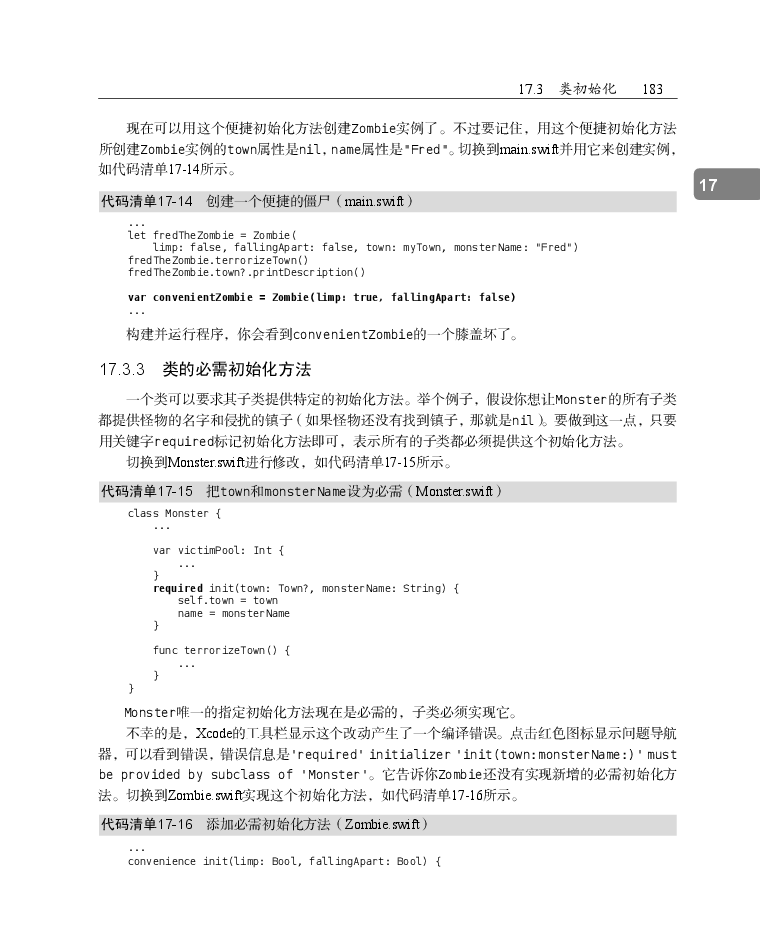 17.3 类初始化 183
现在可以用这个便捷初始化方法创建Zombie实例了。不过要记住，用这个便捷初始化方法
所创建Zombie实例的town属性是nil，name属性是"Fred"。切换到main.swift并用它来创建实例，
如代码清单17-14所示。
17
代码清单17-14 创建一个便捷的僵尸（main.swift）
...
let fredTheZombie = Zombie(
    limp: false, fallingApart: false, town: myTown, monsterName: "Fred")
fredTheZombie.terrorizeTown()
fredTheZombie.town?.printDescription()
var convenientZombie = Zombie(limp: true, fallingApart: false)
...
构建并运行程序，你会看到convenientZombie的一个膝盖坏了。
17.3.3 类的必需初始化方法
一个类可以要求其子类提供特定的初始化方法。举个例子，假设你想让Monster的所有子类
都提供怪物的名字和侵扰的镇子（如果怪物还没有找到镇子，那就是nil）。要做到这一点，只要
用关键字required标记初始化方法即可，表示所有的子类都必须提供这个初始化方法。
切换到Monster.swift进行修改，如代码清单17-15所示。
代码清单17-15 把town和monsterName设为必需（Monster.swift）
class Monster {
    ...
    var victimPool: Int {
        ...
    }
    required init(town: Town?, monsterName: String) {
        self.town = town
        name = monsterName
    }
    func terrorizeTown() {
        ...
    }
}
Monster唯一的指定初始化方法现在是必需的，子类必须实现它。
不幸的是，Xcode的工具栏显示这个改动产生了一个编译错误。点击红色图标显示问题导航
器，可以看到错误，错误信息是'required' initializer 'init(town:monsterName:)' must
be provided by subclass of 'Monster'。它告诉你Zombie还没有实现新增的必需初始化方
法。切换到Zombie.swift实现这个初始化方法，如代码清单17-16所示。
代码清单17-16 添加必需初始化方法（Zombie.swift）
...
convenience init(limp: Bool, fallingApart: Bool) {